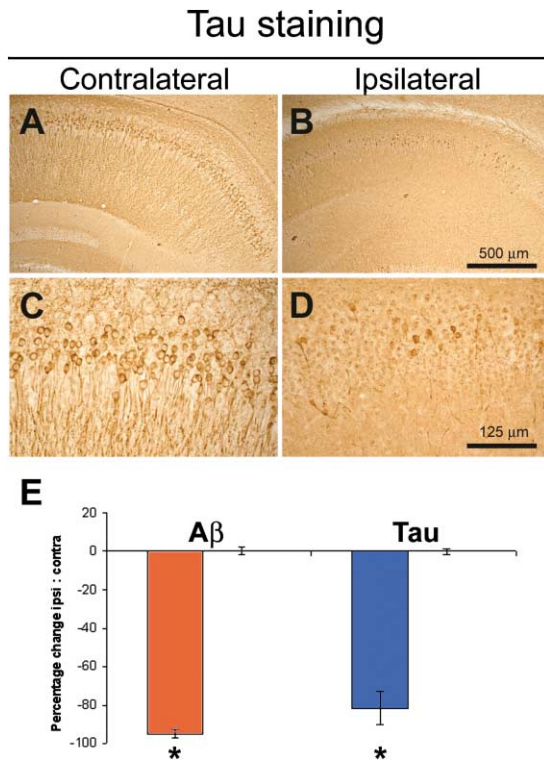 Tau staining
Contralateral Ipsilateral
A B
500 µm
C D
125 µm
E
Aβ Tau
Percentage change ipsi : contra
20
0
-20
-40
-60
-80
-100
* *